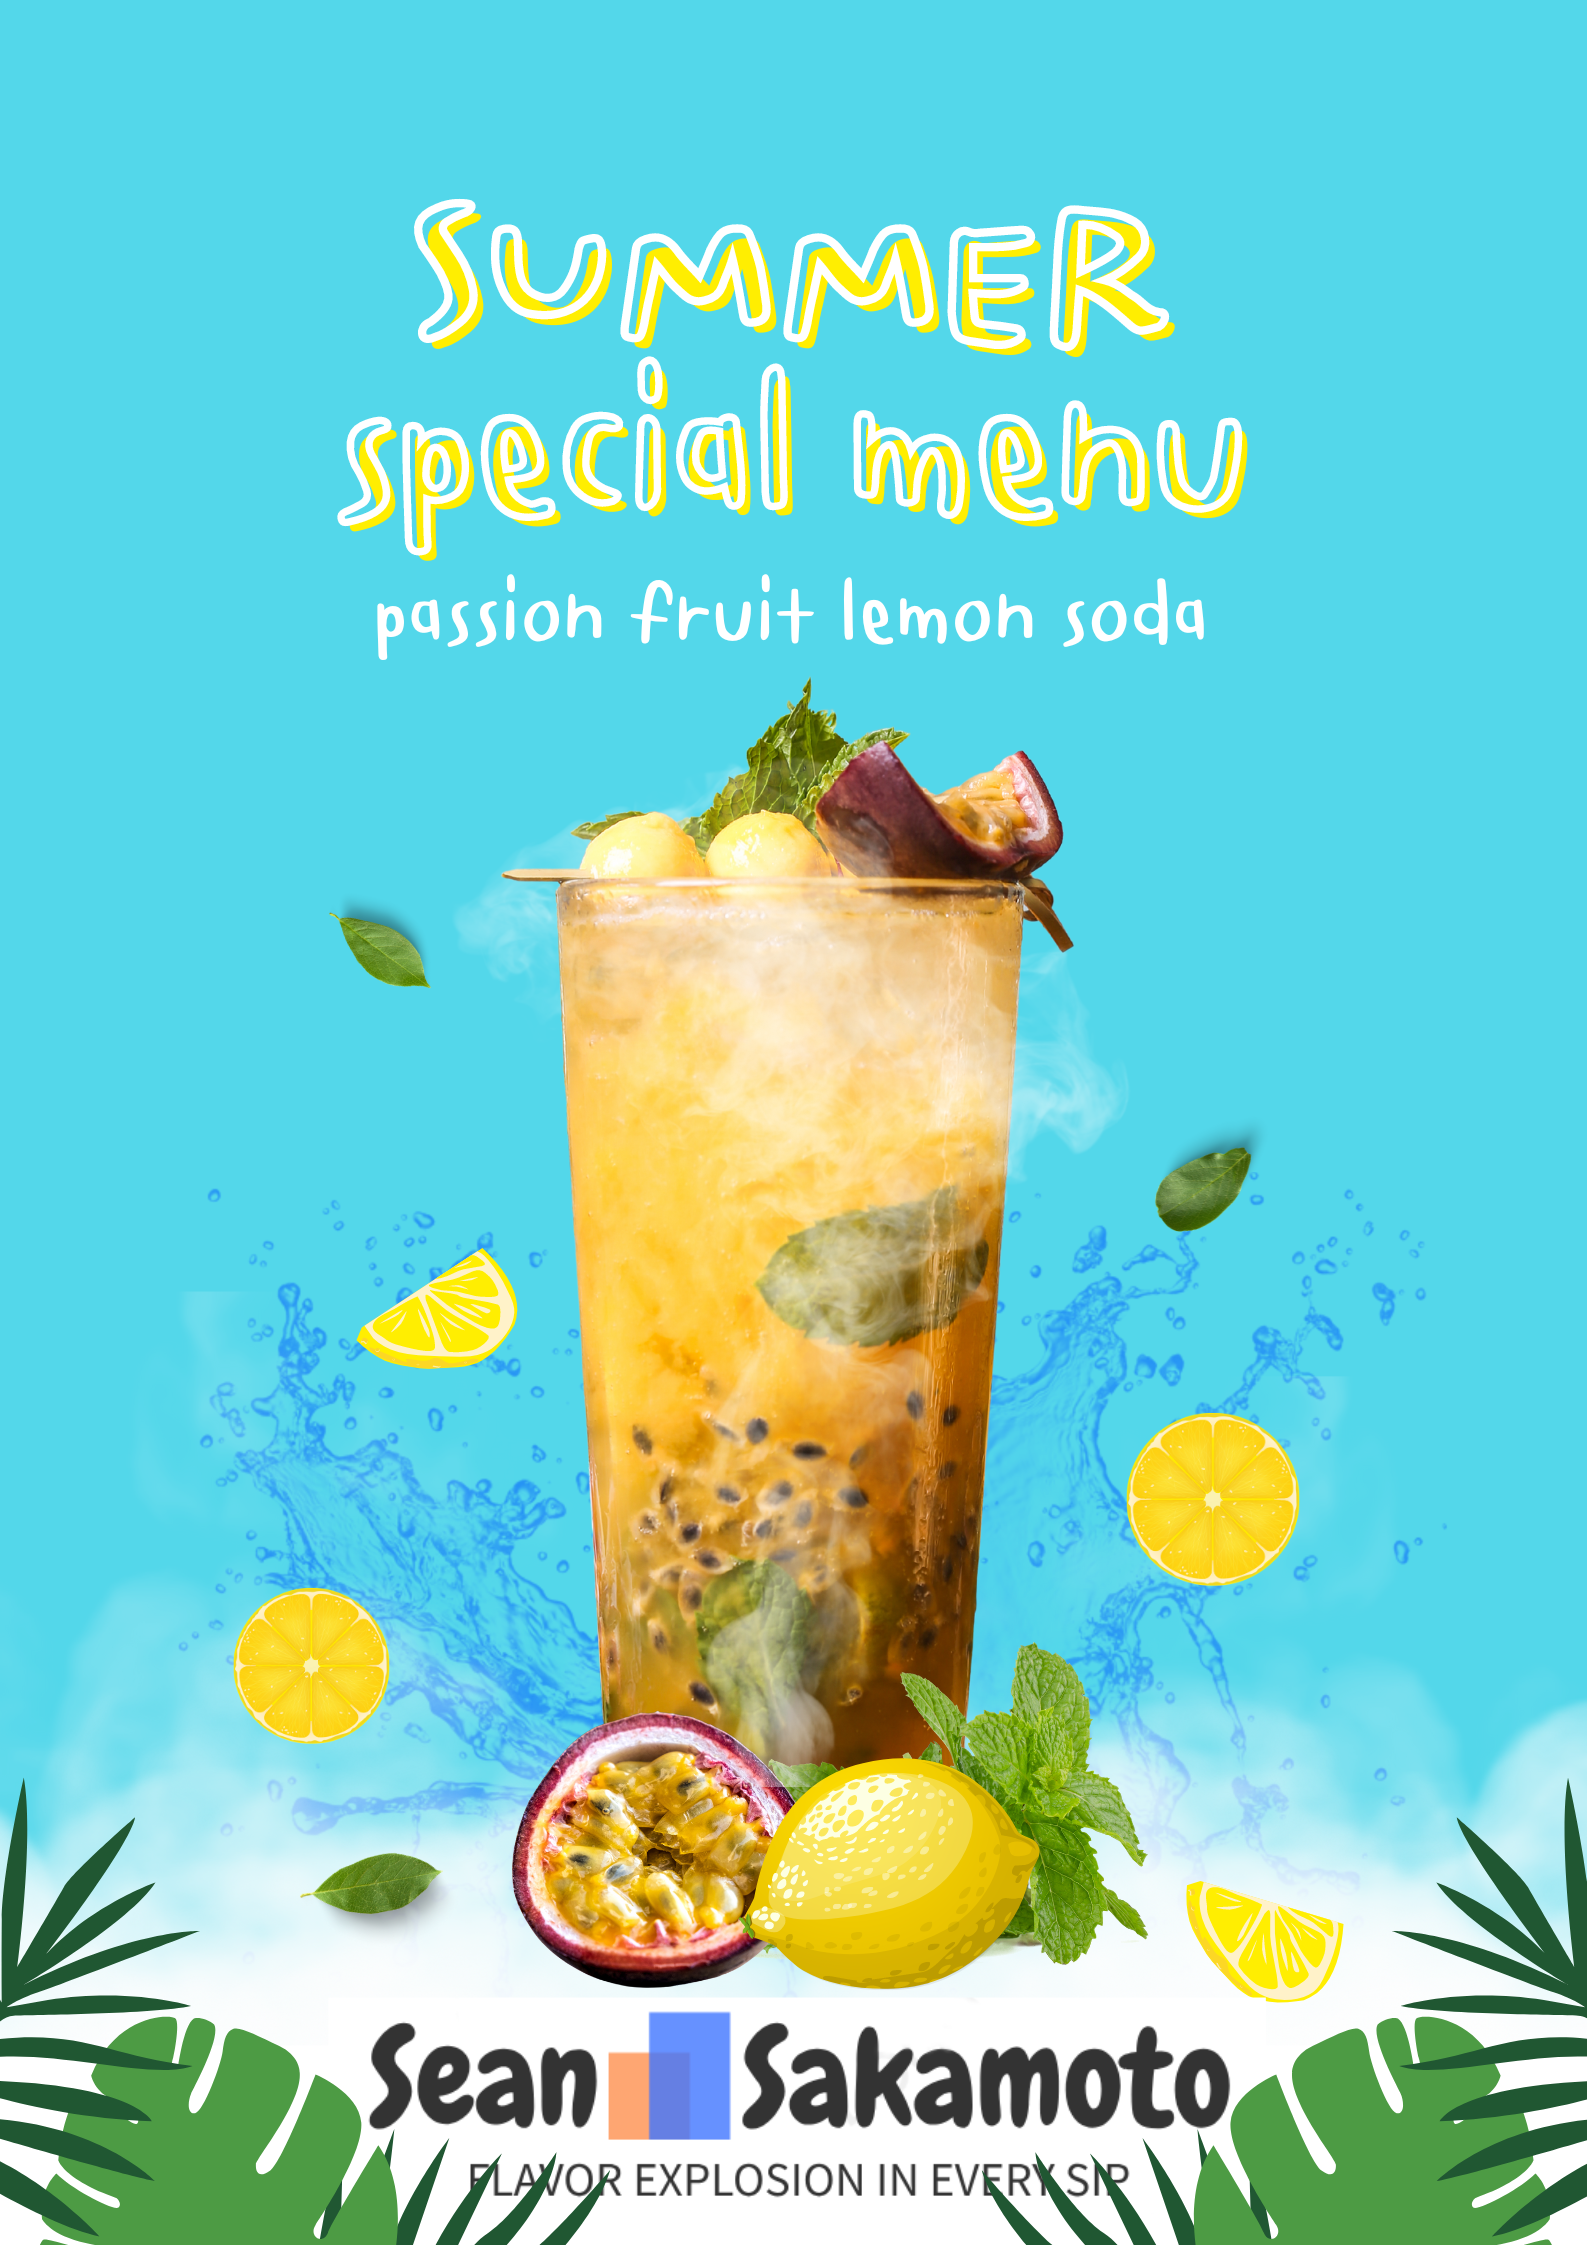 SUMMER
special menu
passion fruit lemon soda
Sean Sakamoto
FLAVOR EXPLOSION IN EVERY SIP